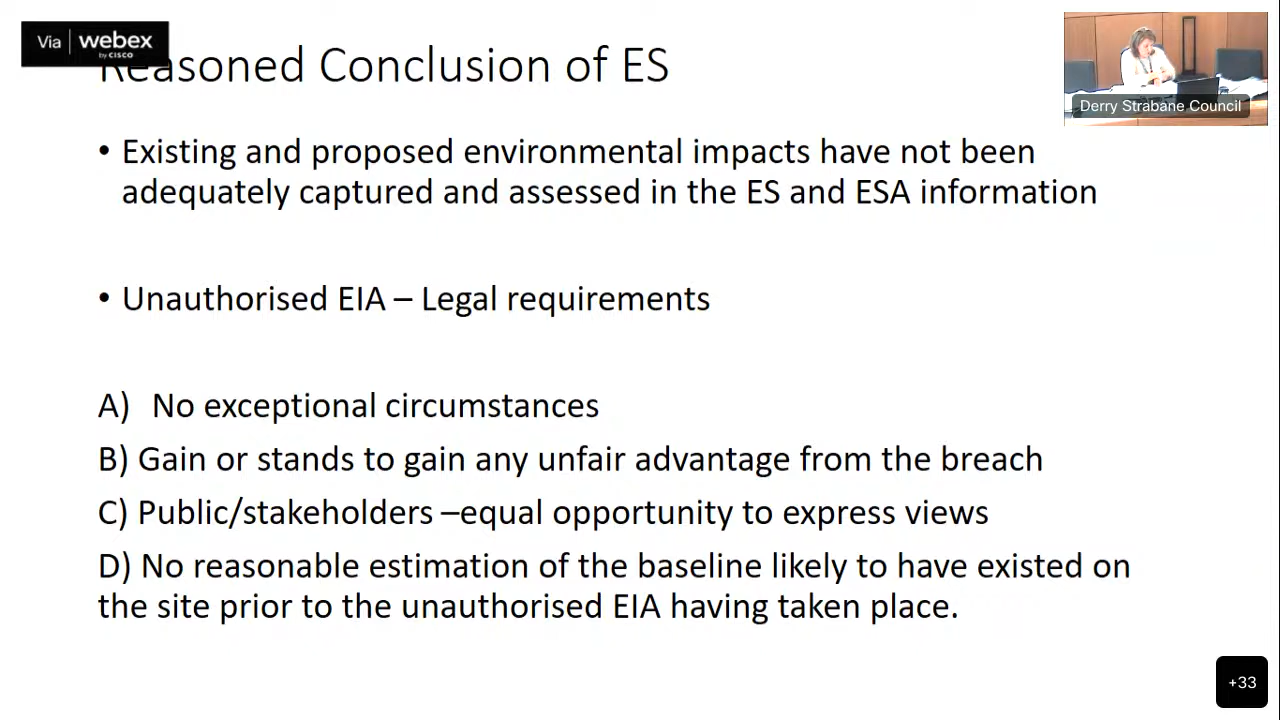 Via webex
by CISCO
Reasoned Conclusion of ES
Derry Strabane Council
• Existing and proposed environmental impacts have not been
adequately captured and assessed in the ES and ESA information
• Unauthorised EIA – Legal requirements
A) No exceptional circumstances
B) Gain or stands to gain any unfair advantage from the breach
C) Public/stakeholders –equal opportunity to express views
D) No reasonable estimation of the baseline likely to have existed on
the site prior to the unauthorised EIA having taken place.
+33